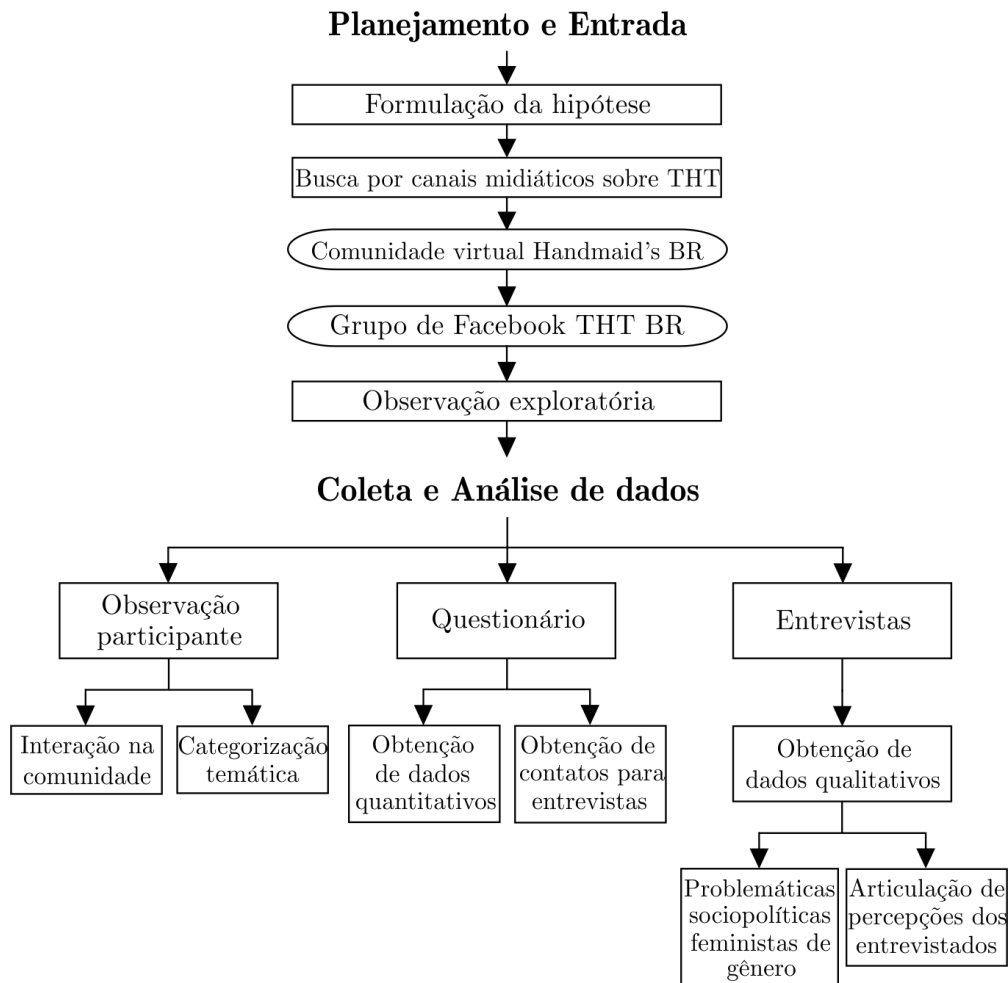 Planejamento e Entrada
Formulação da hipótese
Busca por canais midiáticos sobre THT
Comunidade virtual Handmaid's BR
Grupo de Facebook THT BR
Observação exploratória
Coleta e Análise de dados
Observação
participante
Questionário
Entrevistas
Interação na
comunidade
Categorização
temática
Obtenção
de dados
quantitativos
Obtenção de
contatos para
entrevistas
Obtenção de
dados qualitativos
Problemáticas
sociopolíticas
feministas de
gênero
Articulação de
percepções dos
entrevistados